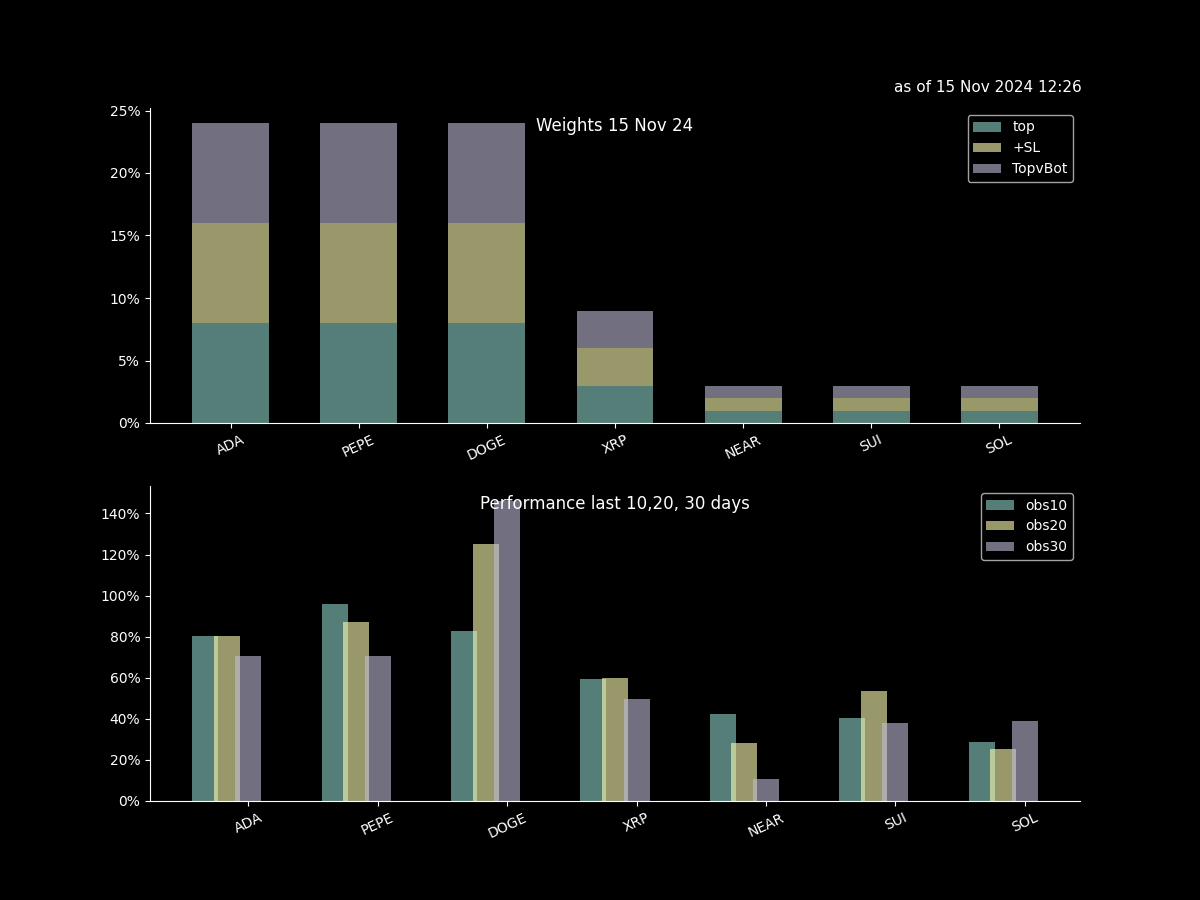 as of 15 Nov 2024 12:26
Weights 15 Nov 24
25%
20%
15%
10%
5%
0%
top
+SL
TopvBot
ADA PEPE DOGE XRP NEAR SUI SOL
Performance last 10,20, 30 days
140%
120%
100%
80%
60%
40%
20%
0%
obs10
obs20
obs30
ADA PEPE DOGE XRP NEAR SUI SOL